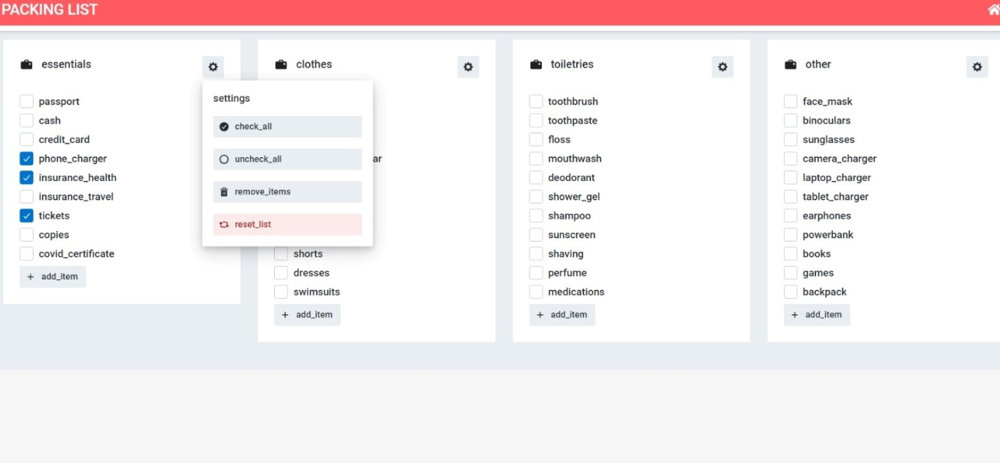 PACKING LIST
essentials
passport
cash
credit_card
phone_charger
insurance_health
insurance_travel
tickets
copies
covid_certificate
+ add_item
settings
check_all
uncheck_all
remove_items
reset_list
clothes
shorts
dresses
swimsuits
+ add_item
toiletries
toothbrush
toothpaste
floss
mouthwash
deodorant
shower_gel
shampoo
sunscreen
shaving
perfume
medications
+ add_item
other
face_mask
binoculars
sunglasses
camera_charger
laptop_charger
tablet_charger
earphones
powerbank
books
games
backpack
+ add_item